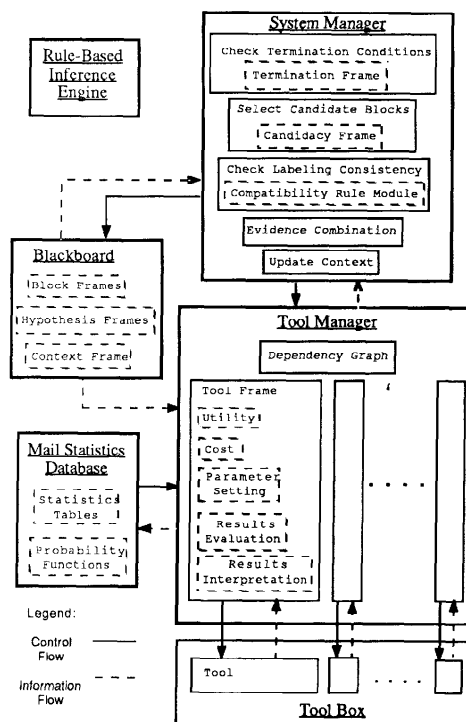 System Manager
Check Termination Conditions
Termination Frame
Select Candidate Blocks
Candidacy Frame
Check Labeling Consistency
Compatibility Rule Module
Evidence Combination
Update Context
Rule-Based
Inference
Engine
Blackboard
Block Frames
Hypothesis Frames
Context Frame
Tool Manager
Dependency Graph
Tool Frame
Utility
Cost
Parameter
Setting
Results
Evaluation
Results
Interpretation
. . . .
Mail Statistics
Database
Statistics
Tables
Probability
Functions
Legend:
Control
Flow
Information
Flow
Tool
. . . .
Tool Box